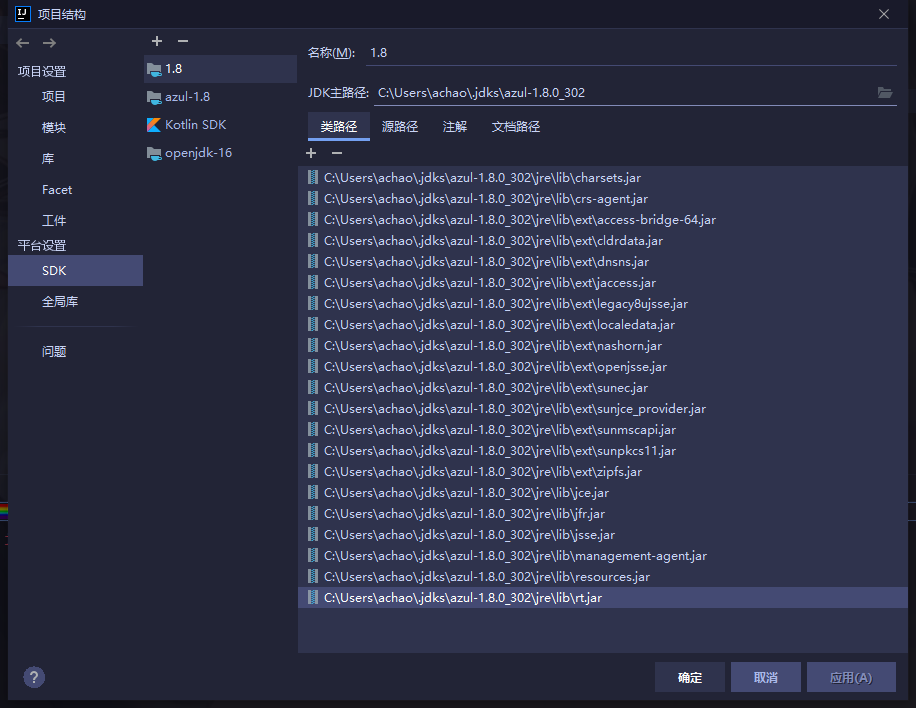 项目结构
项目设置
项目
模块
库
Facet
工件
平台设置
SDK
全局库
问题
1.8
azul-1.8
Kotlin SDK
openjdk-16
名称(M): 1.8
JDK主路径: C:\Users\achao\.jdks\azul-1.8.0_302
类路径 源路径 注解 文档路径
C:\Users\achao\.jdks\azul-1.8.0_302\jre\lib\charsets.jar
C:\Users\achao\.jdks\azul-1.8.0_302\jre\lib\crs-agent.jar
C:\Users\achao\.jdks\azul-1.8.0_302\jre\lib\ext\access-bridge-64.jar
C:\Users\achao\.jdks\azul-1.8.0_302\jre\lib\ext\cldrdata.jar
C:\Users\achao\.jdks\azul-1.8.0_302\jre\lib\ext\dnsns.jar
C:\Users\achao\.jdks\azul-1.8.0_302\jre\lib\ext\jaccess.jar
C:\Users\achao\.jdks\azul-1.8.0_302\jre\lib\ext\legacy8ujsse.jar
C:\Users\achao\.jdks\azul-1.8.0_302\jre\lib\ext\localedata.jar
C:\Users\achao\.jdks\azul-1.8.0_302\jre\lib\ext\nashorn.jar
C:\Users\achao\.jdks\azul-1.8.0_302\jre\lib\ext\openjsse.jar
C:\Users\achao\.jdks\azul-1.8.0_302\jre\lib\ext\sunec.jar
C:\Users\achao\.jdks\azul-1.8.0_302\jre\lib\ext\sunjce_provider.jar
C:\Users\achao\.jdks\azul-1.8.0_302\jre\lib\ext\sunmscapi.jar
C:\Users\achao\.jdks\azul-1.8.0_302\jre\lib\ext\sunpkcs11.jar
C:\Users\achao\.jdks\azul-1.8.0_302\jre\lib\ext\zipfs.jar
C:\Users\achao\.jdks\azul-1.8.0_302\jre\lib\jce.jar
C:\Users\achao\.jdks\azul-1.8.0_302\jre\lib\jfr.jar
C:\Users\achao\.jdks\azul-1.8.0_302\jre\lib\jsse.jar
C:\Users\achao\.jdks\azul-1.8.0_302\jre\lib\management-agent.jar
C:\Users\achao\.jdks\azul-1.8.0_302\jre\lib\resources.jar
C:\Users\achao\.jdks\azul-1.8.0_302\jre\lib\rt.jar
?
确定 取消 应用(A)